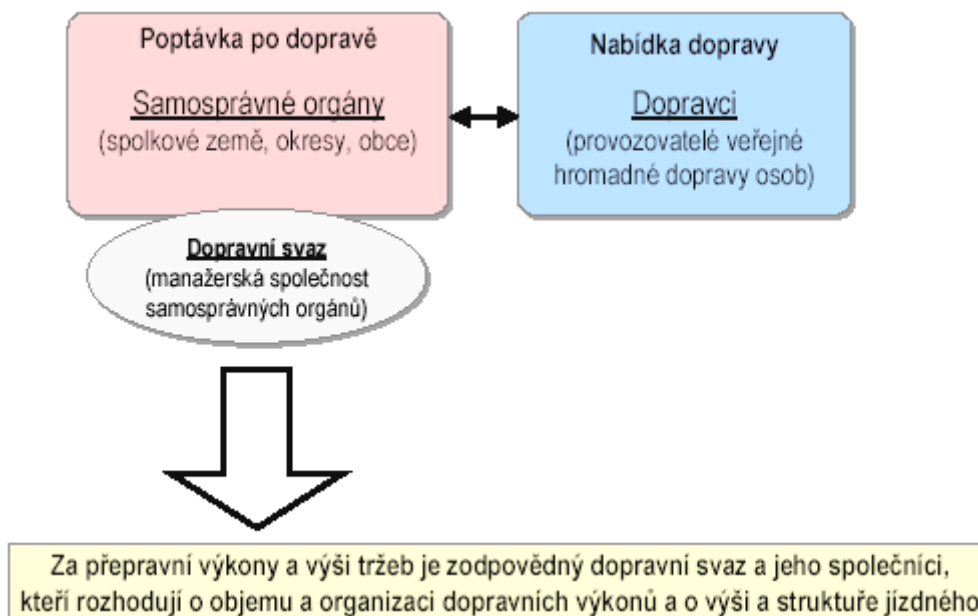 Poptávka po dopravě
Samosprávné orgány
(spolkové země, okresy, obce)
Nabídka dopravy
Dopravci
(provozovatelé veřejné
hromadné dopravy osob)
Dopravní svaz
(manažerská společnost
samosprávných orgánů)
Za přepravní výkony a výši tržeb je zodpovědný dopravní svaz a jeho společníci,
kteří rozhodují o objemu a organizaci dopravních výkonů a o výši a struktuře jízdného